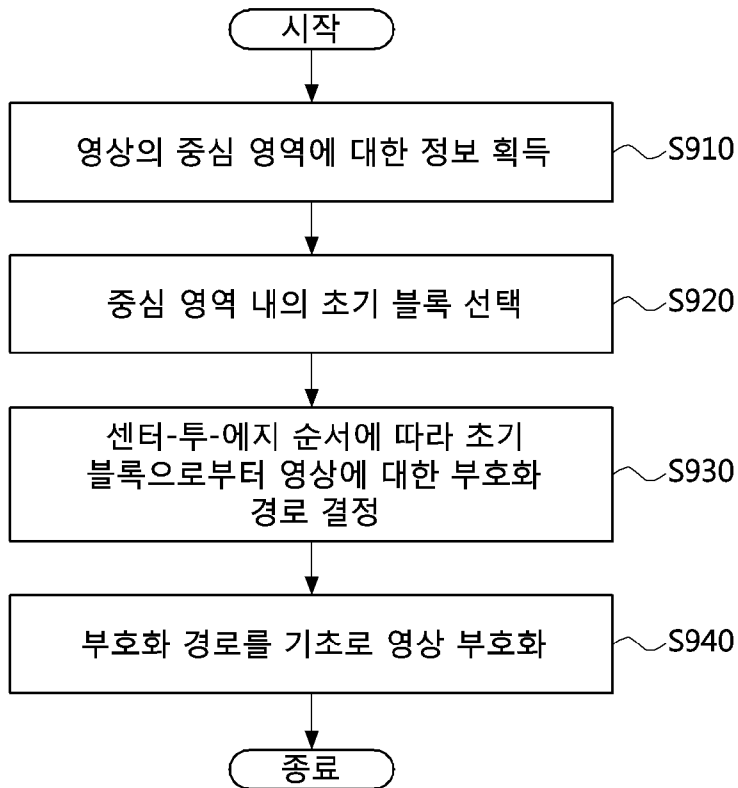 시작
영상의 중심 영역에 대한 정보 획득
S910
중심 영역 내의 초기 블록 선택
S920
센터-투-에지 순서에 따라 초기
블록으로부터 영상에 대한 부호화
경로 결정
S930
부호화 경로를 기초로 영상 부호화
S940
종료